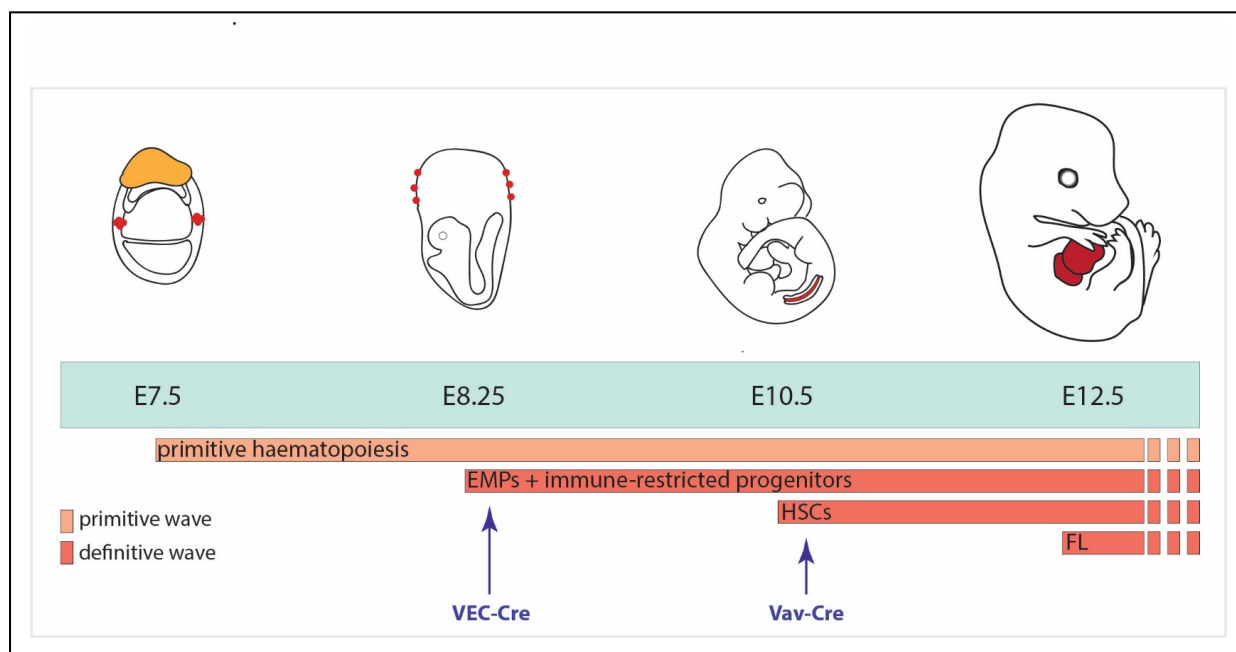 E7.5 E8.25 E10.5 E12.5
primitive haematopoiesis
EMPs + immune-restricted progenitors
HSCs
primitive wave
FL
definitive wave
VEC-Cre Vav-Cre